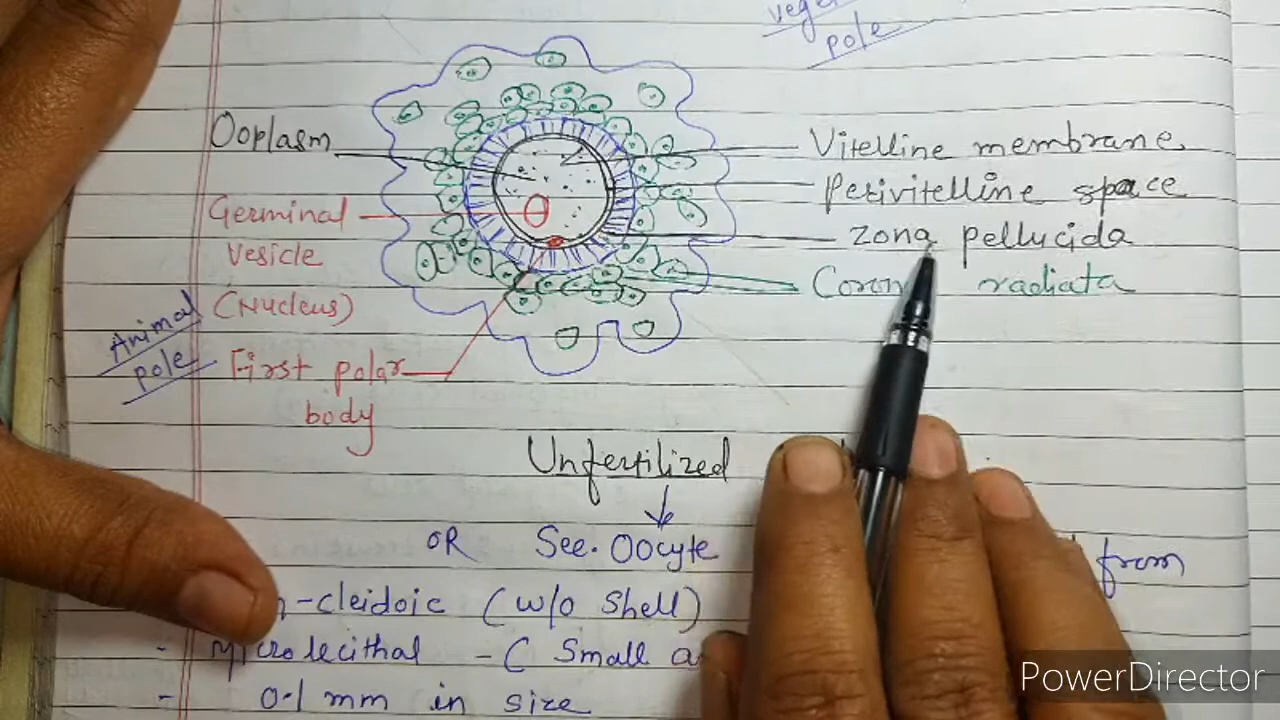 pole
Ooplasm
Vitelline membrane
Perivitelline space
Germinal
vesicle
(Nucleus)
zona pellucida
radiata
Animal
pole
First polar
body
Unfertilized
OR Sec. Oocyte
from
-cleidoic (w/o Shell)
- Microlecithal - C Small
- 0.1 mm in size
PowerDirector